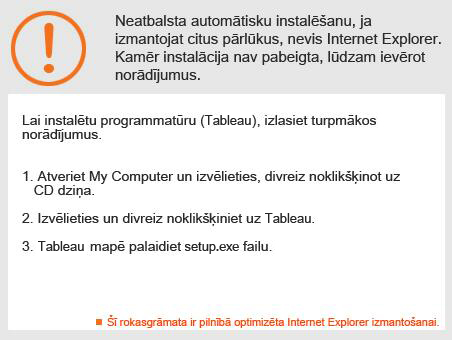 Neatbalsta automātisku instalēšanu, ja
izmantojat citus pārlūkus, nevis Internet Explorer.
Kamēr instalācija nav pabeigta, lūdzam ievērot
norādījumus.
Lai instalētu programmatūru (Tableau), izlasiet turpmākos
norādījumus.
1. Atveriet My Computer un izvēlieties, divreiz noklikšķinot uz
CD dziņa.
2. Izvēlieties un divreiz noklikšķiniet uz Tableau.
3. Tableau mapē palaidiet setup.exe failu.
Šī rokasgrāmata ir pilnībā optimizēta Internet Explorer izmantošanai.